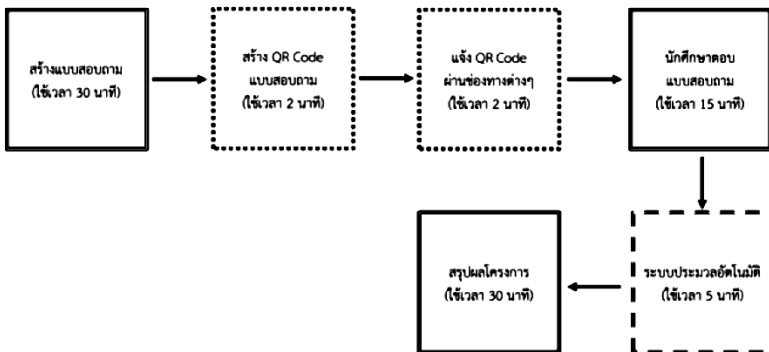 สร้างแบบสอบถาม
(ใช้เวลา 30 นาที)
สร้าง QR Code
แบบสอบถาม
(ใช้เวลา 2 นาที)
แจ้ง QR Code
ผ่านช่องทางต่างๆ
(ใช้เวลา 2 นาที)
นักศึกษาตอบ
แบบสอบถาม
(ใช้เวลา 15 นาที)
ระบบประมวลอัตโนมัติ
(ใช้เวลา 5 นาที)
สรุปผลโครงการ
(ใช้เวลา 30 นาที)